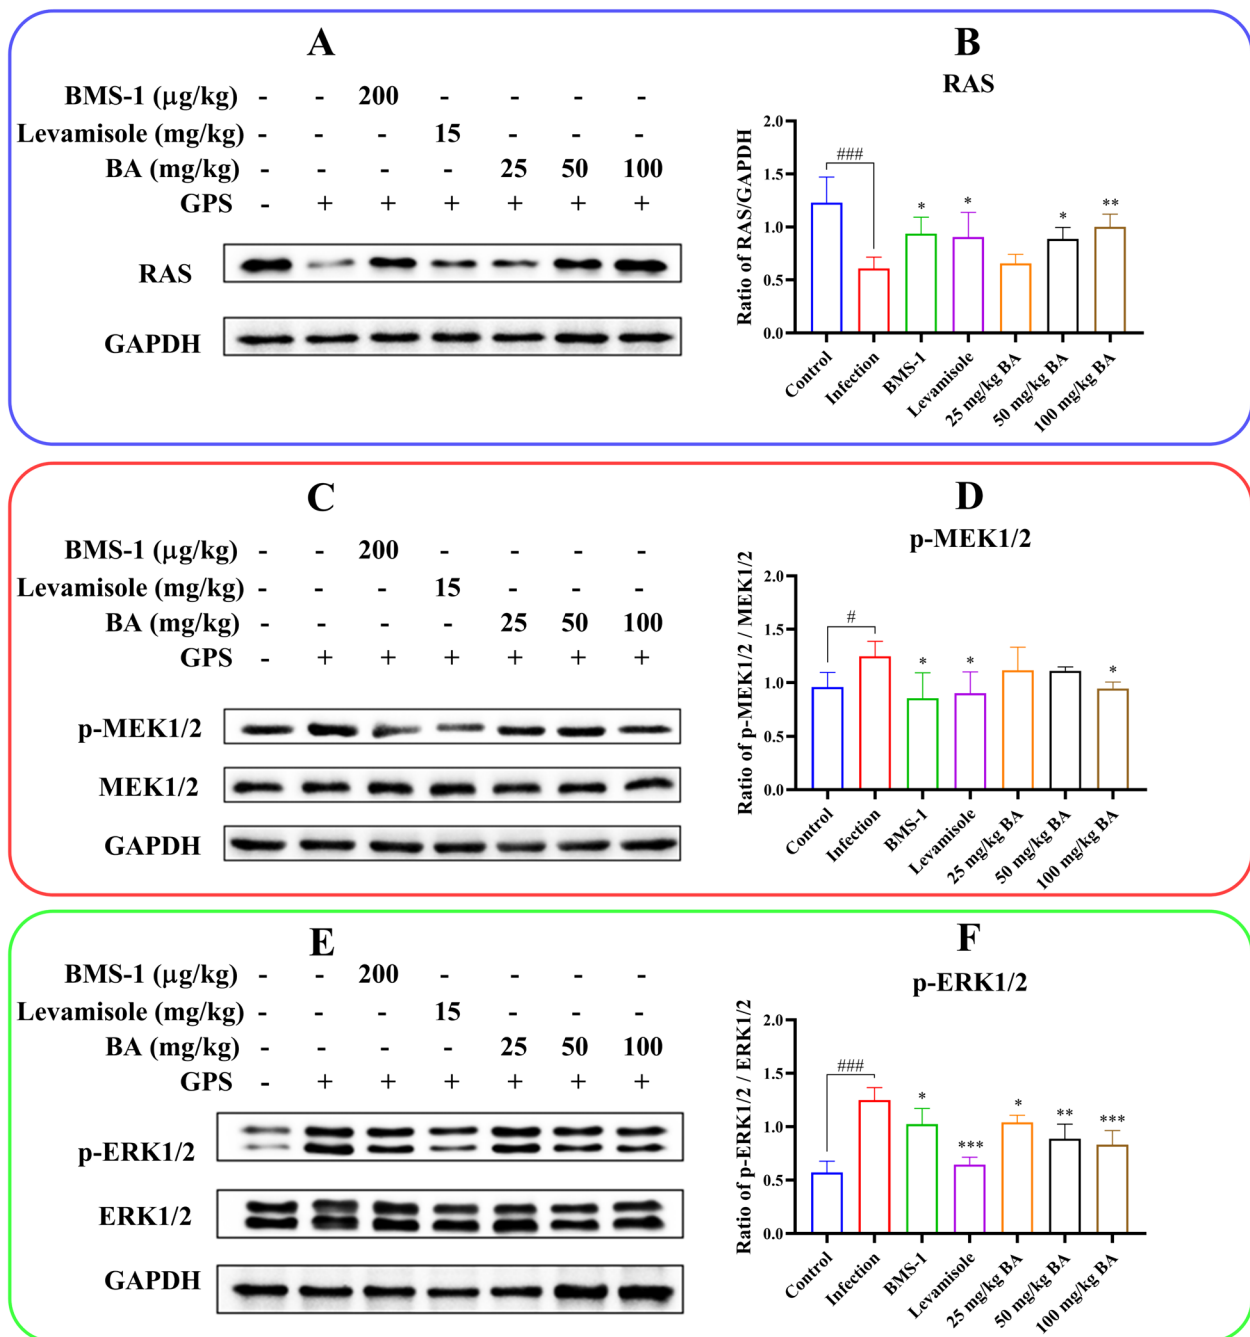 A
BMS-1 (μg/kg) - - 200 - - - -
Levamisole (mg/kg) - - - 15 - - -
BA (mg/kg) - - - - 25 50 100
GPS - + + + + + +
RAS
GAPDH
B
RAS
Ratio of RAS/GAPDH
2.0
1.5
1.0
0.5
0.0
###
* * * **
Control
Infection
BMS-1
Levamisole
25 mg/kg BA
50 mg/kg BA
100 mg/kg BA
C
BMS-1 (μg/kg) - - 200 - - - -
Levamisole (mg/kg) - - - 15 - - -
BA (mg/kg) - - - - 25 50 100
GPS - + + + + + +
p-MEK1/2
MEK1/2
GAPDH
D
p-MEK1/2
Ratio of p-MEK1/2 / MEK1/2
2.0
1.5
1.0
0.5
0.0
#
* * *
Control
Infection
BMS-1
Levamisole
25 mg/kg BA
50 mg/kg BA
100 mg/kg BA
E
BMS-1 (μg/kg) - - 200 - - - -
Levamisole (mg/kg) - - - 15 - - -
BA (mg/kg) - - - - 25 50 100
GPS - + + + + + +
p-ERK1/2
ERK1/2
GAPDH
F
p-ERK1/2
Ratio of p-ERK1/2 / ERK1/2
2.0
1.5
1.0
0.5
0.0
###
* *** * ** ***
Control
Infection
BMS-1
Levamisole
25 mg/kg BA
50 mg/kg BA
100 mg/kg BA